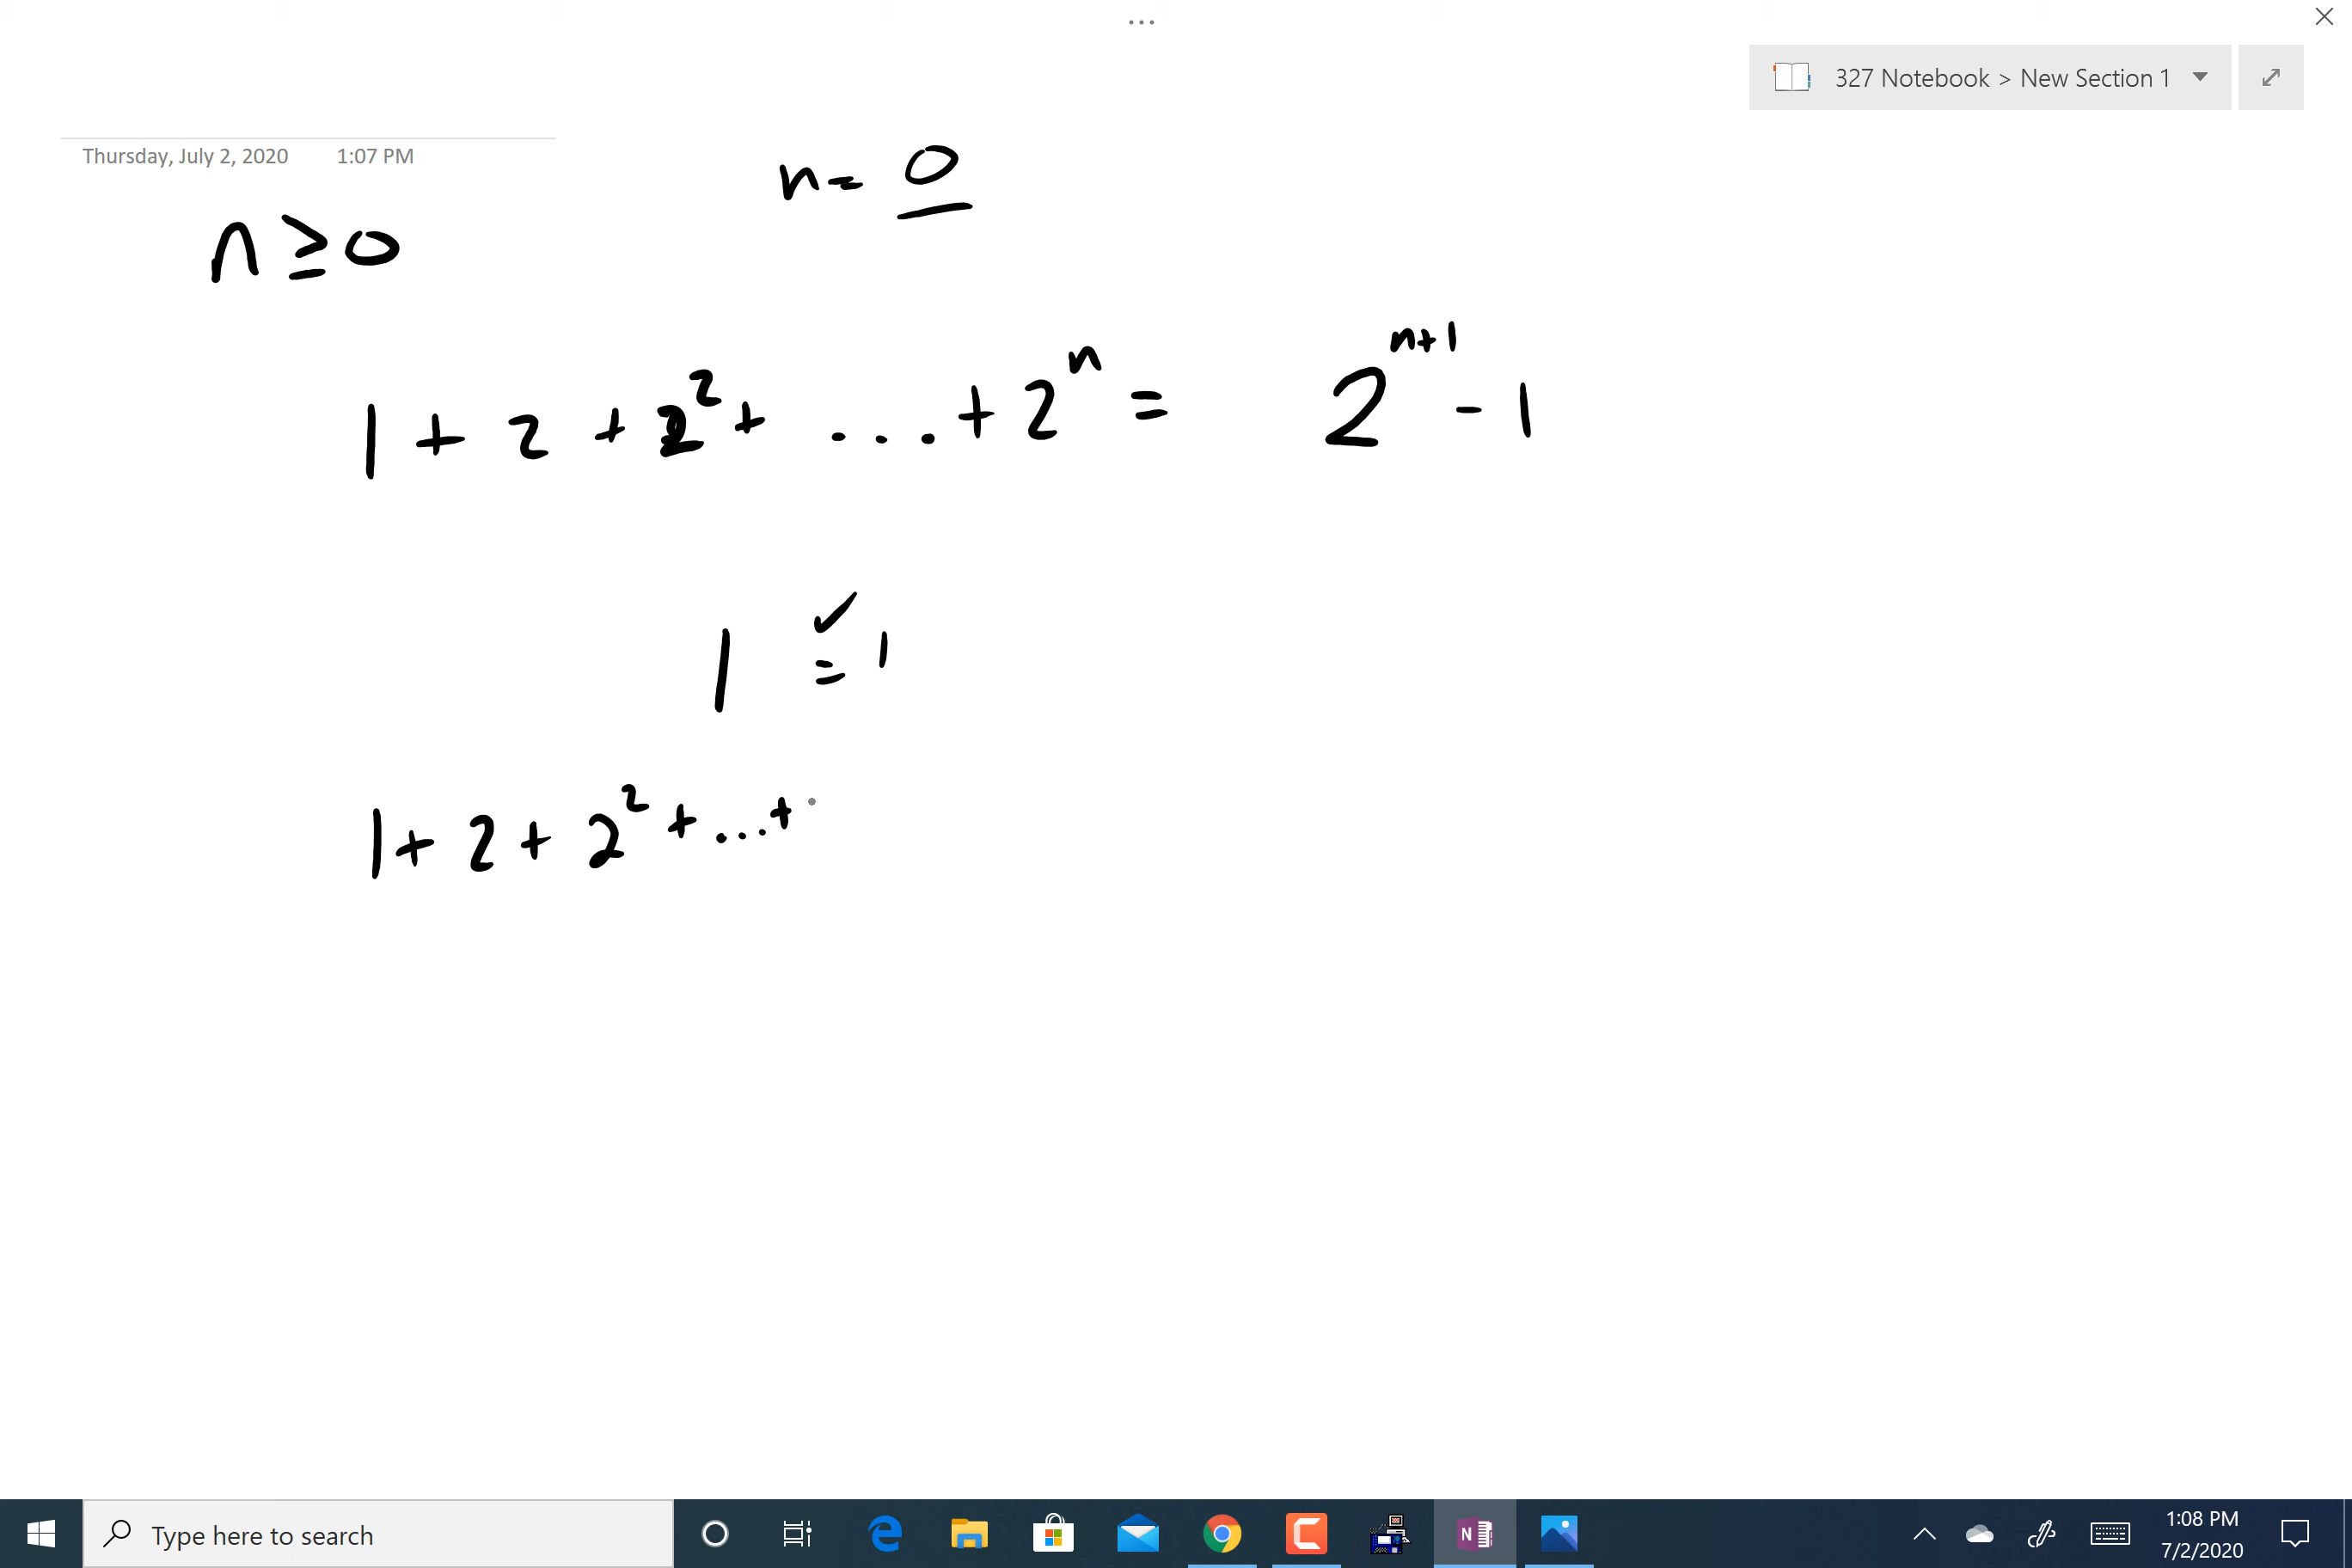 ...
327 Notebook > New Section 1
Thursday, July 2, 2020 1:07 PM
n = 0
n ≥ 0
1 + 2 + 2² + ... + 2ⁿ = 2ⁿ⁺¹ - 1
✓
1 = 1
1 + 2 + 2² + ... +
Type here to search
1:08 PM
7/2/2020